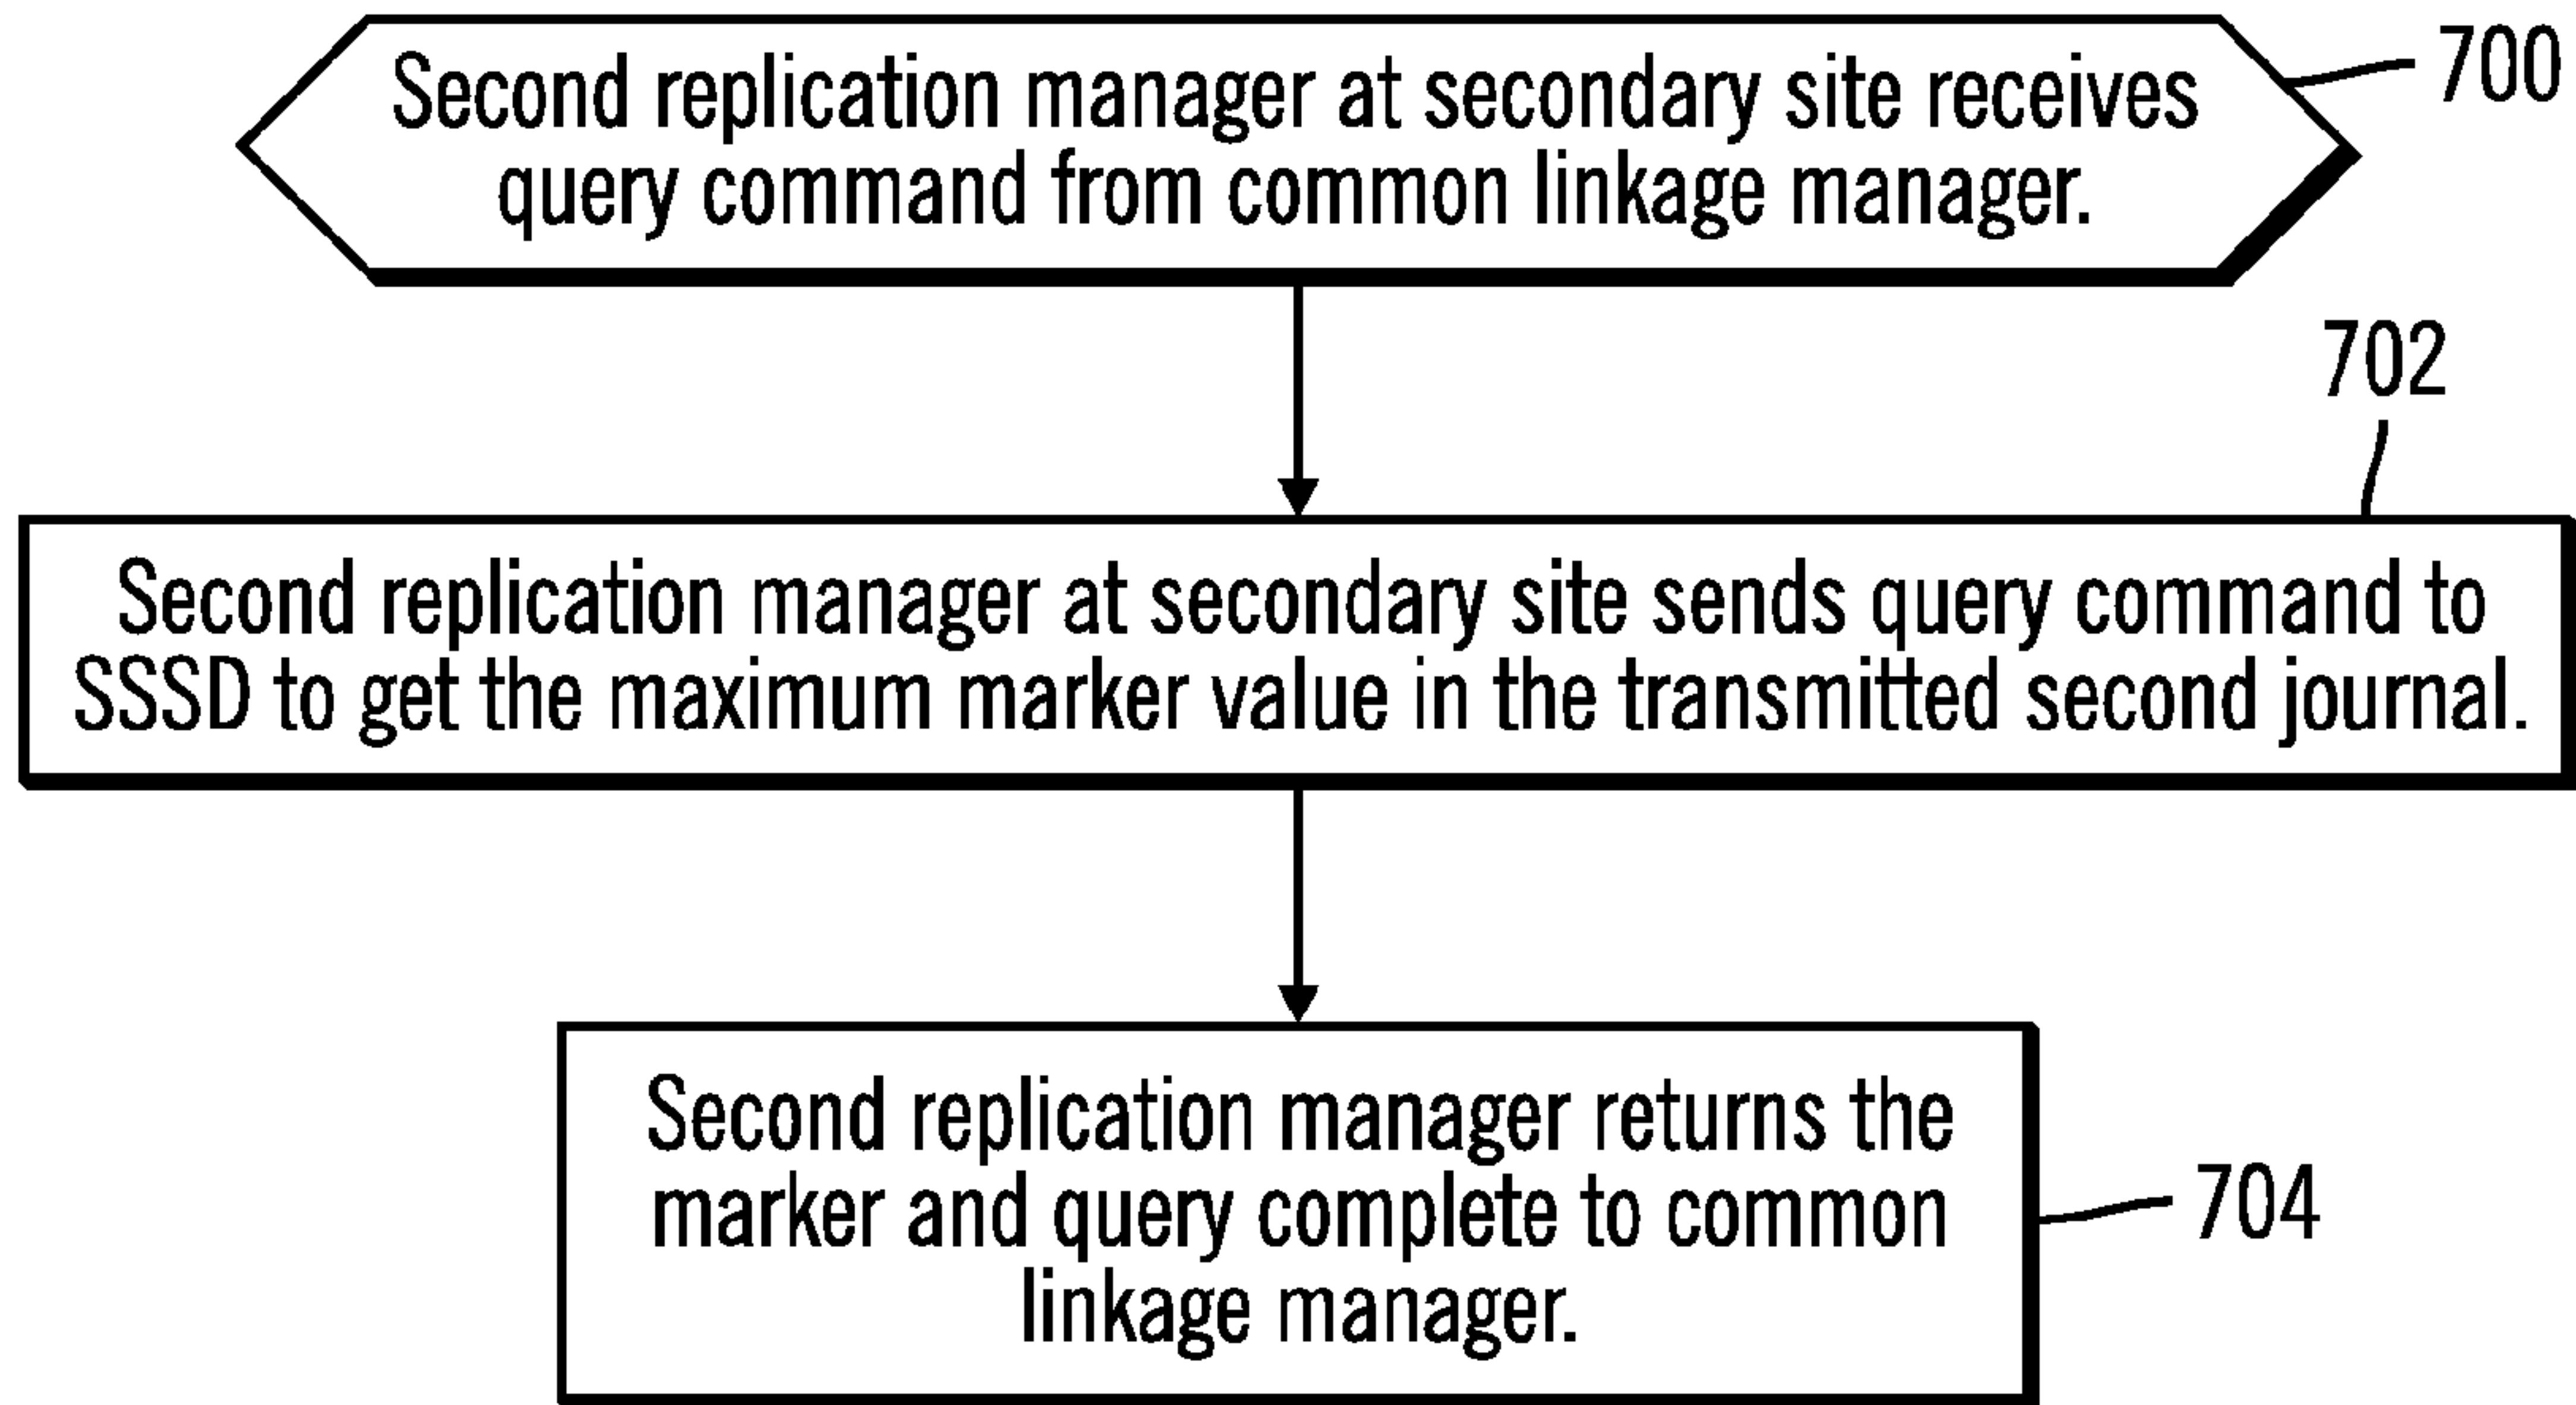 Second replication manager at secondary site receives
query command from common linkage manager.
700
702
Second replication manager at secondary site sends query command to
SSSD to get the maximum marker value in the transmitted second journal.
Second replication manager returns the
marker and query complete to common
linkage manager.
704